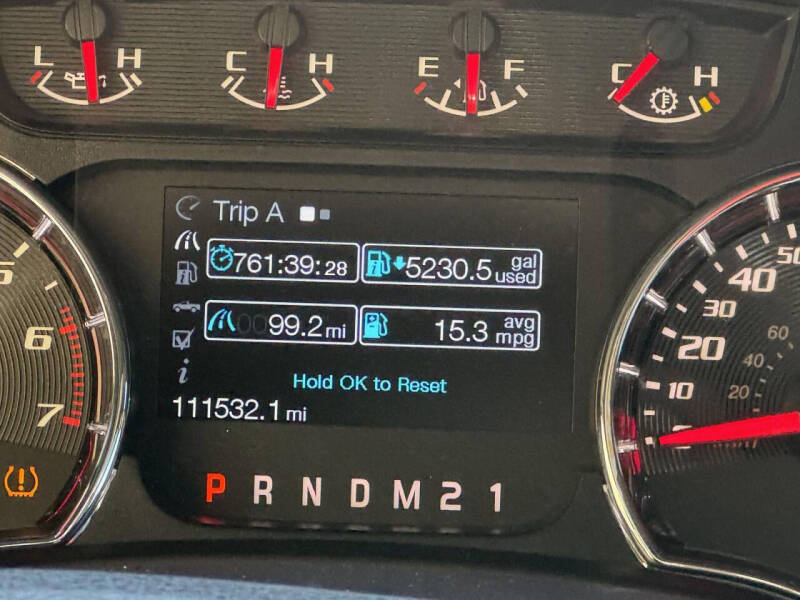 L H C H E F C H
Trip A
761:39:28 5230.5 gal used
99.2 mi 15.3 avg mpg
Hold OK to Reset
111532.1 mi
P R N D M 2 1
5
6
7
50
40
30
20
10
60
40
20